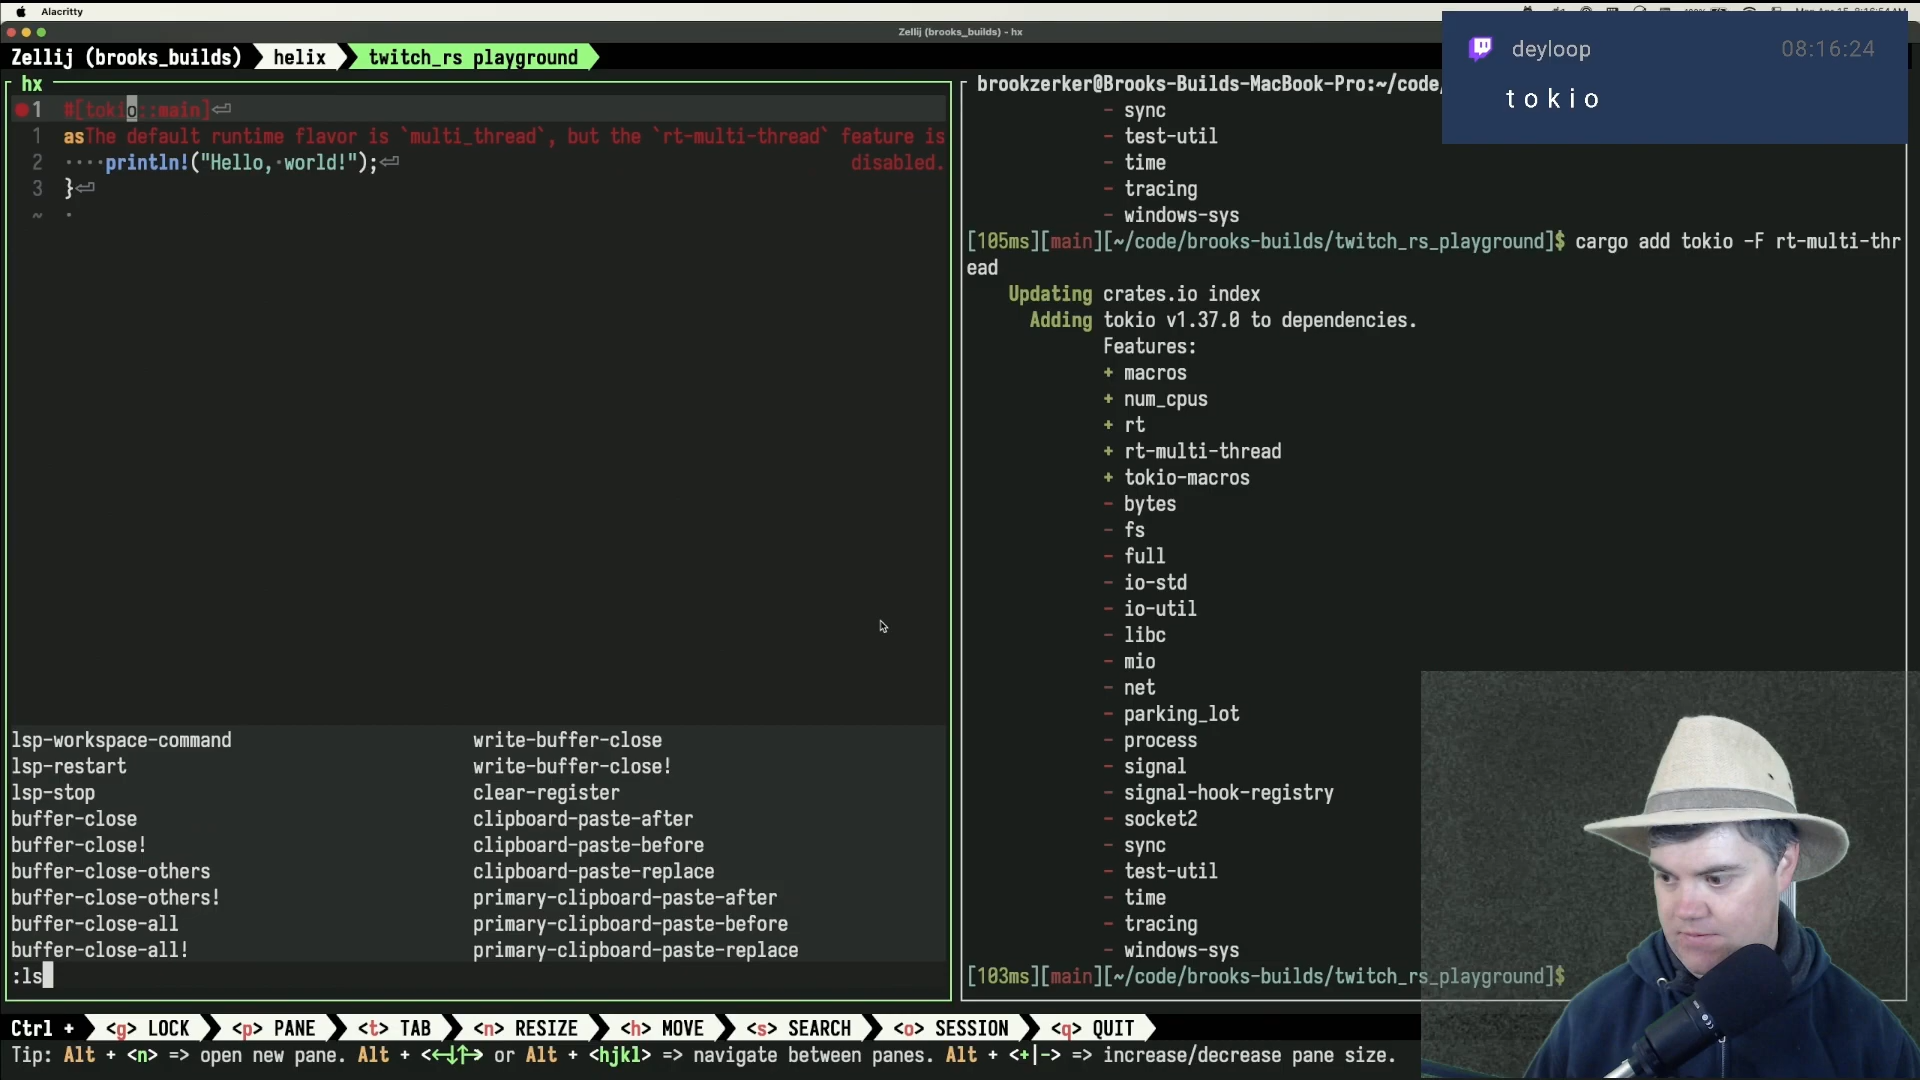 Alacritty
Zellij (brooks_builds) - hx
Zellij (brooks_builds) helix twitch_rs playground
hx
1 #[tokio::main]⏎
1 asThe default runtime flavor is `multi_thread`, but the `rt-multi-thread` feature is
2 ····println!("Hello,·world!");⏎ disabled.
3 }⏎
~ ·
lsp-workspace-command write-buffer-close
lsp-restart write-buffer-close!
lsp-stop clear-register
buffer-close clipboard-paste-after
buffer-close! clipboard-paste-before
buffer-close-others clipboard-paste-replace
buffer-close-others! primary-clipboard-paste-after
buffer-close-all primary-clipboard-paste-before
buffer-close-all! primary-clipboard-paste-replace
:ls
brookzerker@Brooks-Builds-MacBook-Pro:~/code/
- sync
- test-util
- time
- tracing
- windows-sys
[105ms][main][~/code/brooks-builds/twitch_rs_playground]$ cargo add tokio -F rt-multi-thr
ead
Updating crates.io index
Adding tokio v1.37.0 to dependencies.
Features:
+ macros
+ num_cpus
+ rt
+ rt-multi-thread
+ tokio-macros
- bytes
- fs
- full
- io-std
- io-util
- libc
- mio
- net
- parking_lot
- process
- signal
- signal-hook-registry
- socket2
- sync
- test-util
- time
- tracing
- windows-sys
[103ms][main][~/code/brooks-builds/twitch_rs_playground]$
deyloop 08:16:24
tokio
Ctrl + <g> LOCK <p> PANE <t> TAB <n> RESIZE <h> MOVE <s> SEARCH <o> SESSION <q> QUIT
Tip: Alt + <n> => open new pane. Alt + <←↓↑→> or Alt + <hjkl> => navigate between panes. Alt + <+|-> => increase/decrease pane size.